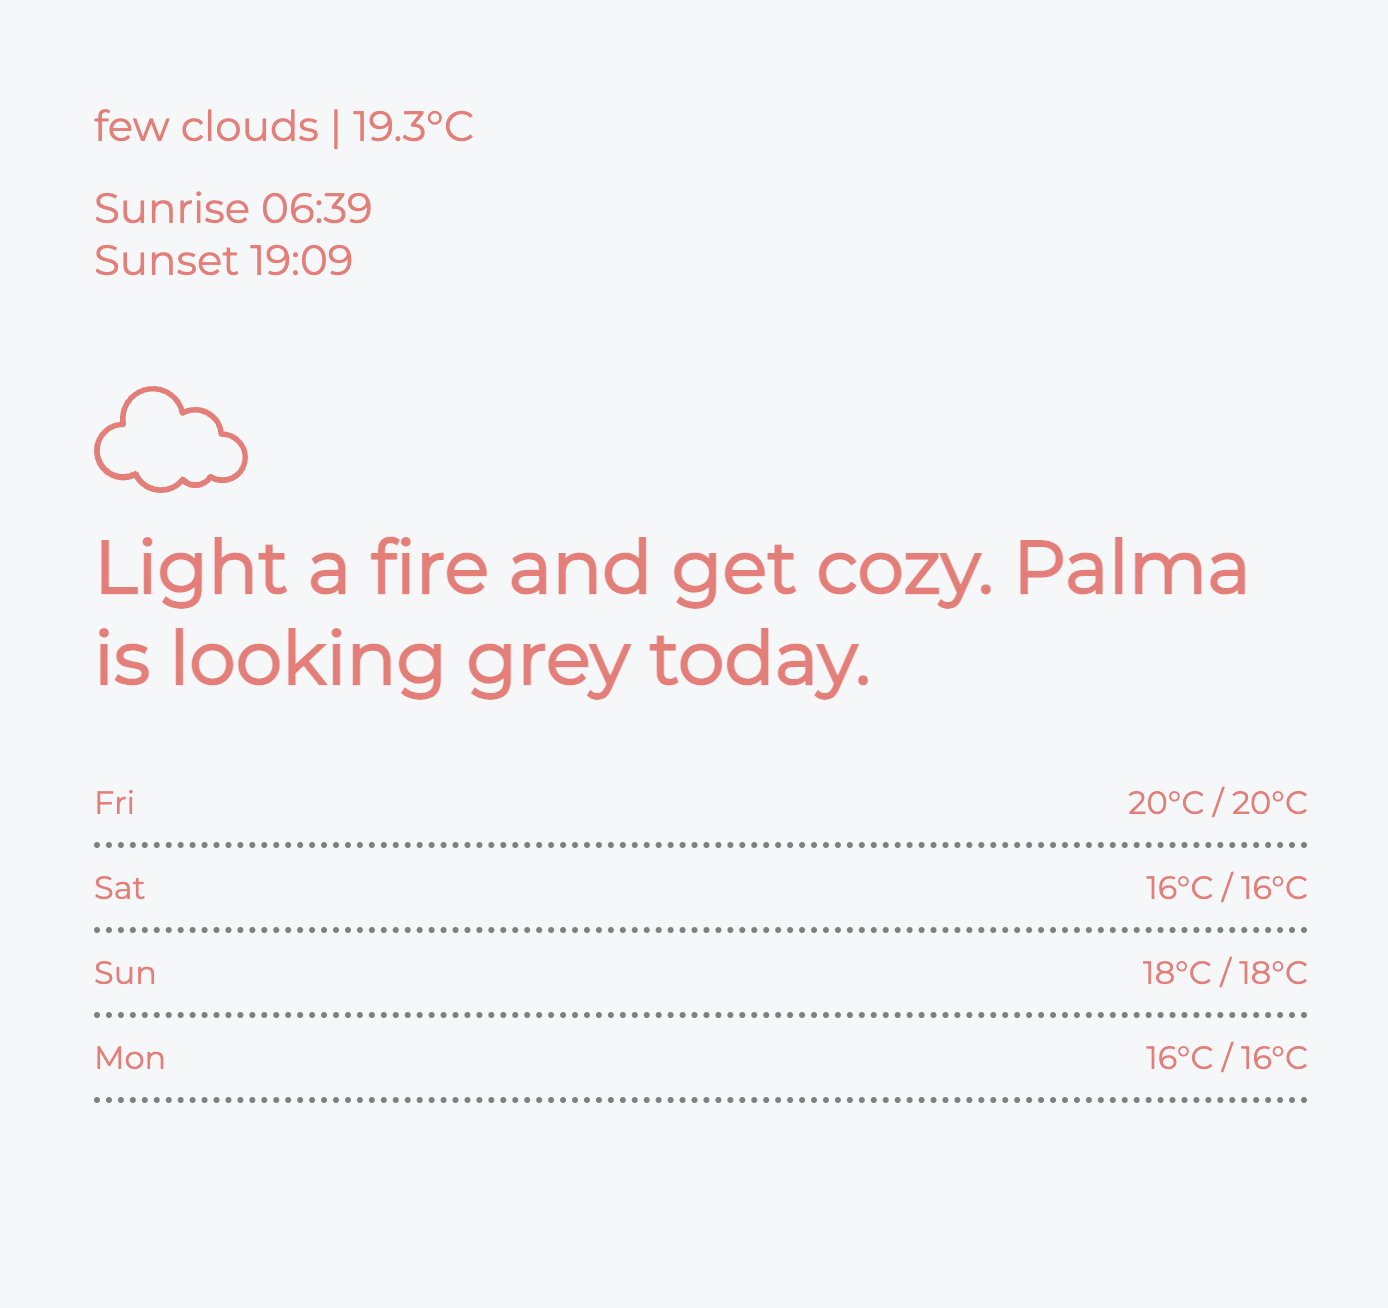 few clouds | 19.3°C
Sunrise 06:39
Sunset 19:09
Light a fire and get cozy. Palma
is looking grey today.
Fri 20°C / 20°C
Sat 16°C / 16°C
Sun 18°C / 18°C
Mon 16°C / 16°C